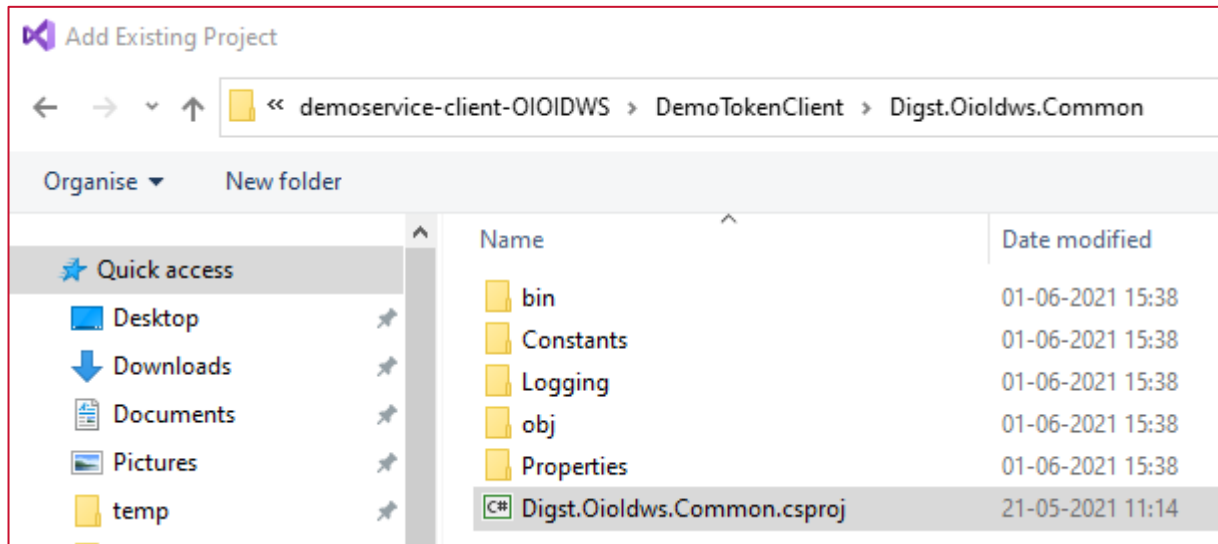 Add Existing Project
« demoservice-client-OIOIDWS > DemoTokenClient > Digst.OioIdws.Common
Organise New folder
Name Date modified
Quick access
Desktop
Downloads
Documents
Pictures
temp
bin 01-06-2021 15:38
Constants 01-06-2021 15:38
Logging 01-06-2021 15:38
obj 01-06-2021 15:38
Properties 01-06-2021 15:38
C# Digst.OioIdws.Common.csproj 21-05-2021 11:14